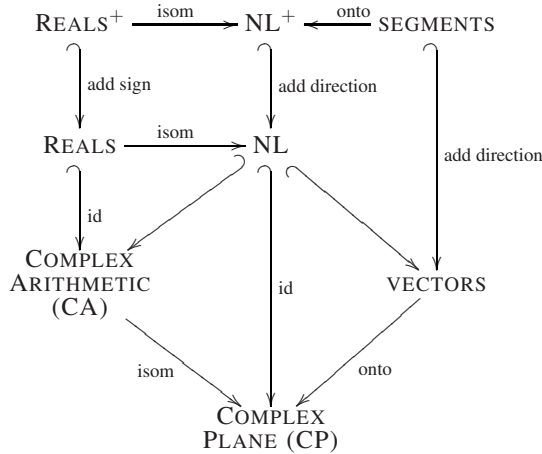 isom
onto
REALS⁺ NL⁺ SEGMENTS
add sign
add direction
isom
REALS NL
add direction
id
COMPLEX
ARITHMETIC
(CA)
VECTORS
id
isom
onto
COMPLEX
PLANE (CP)